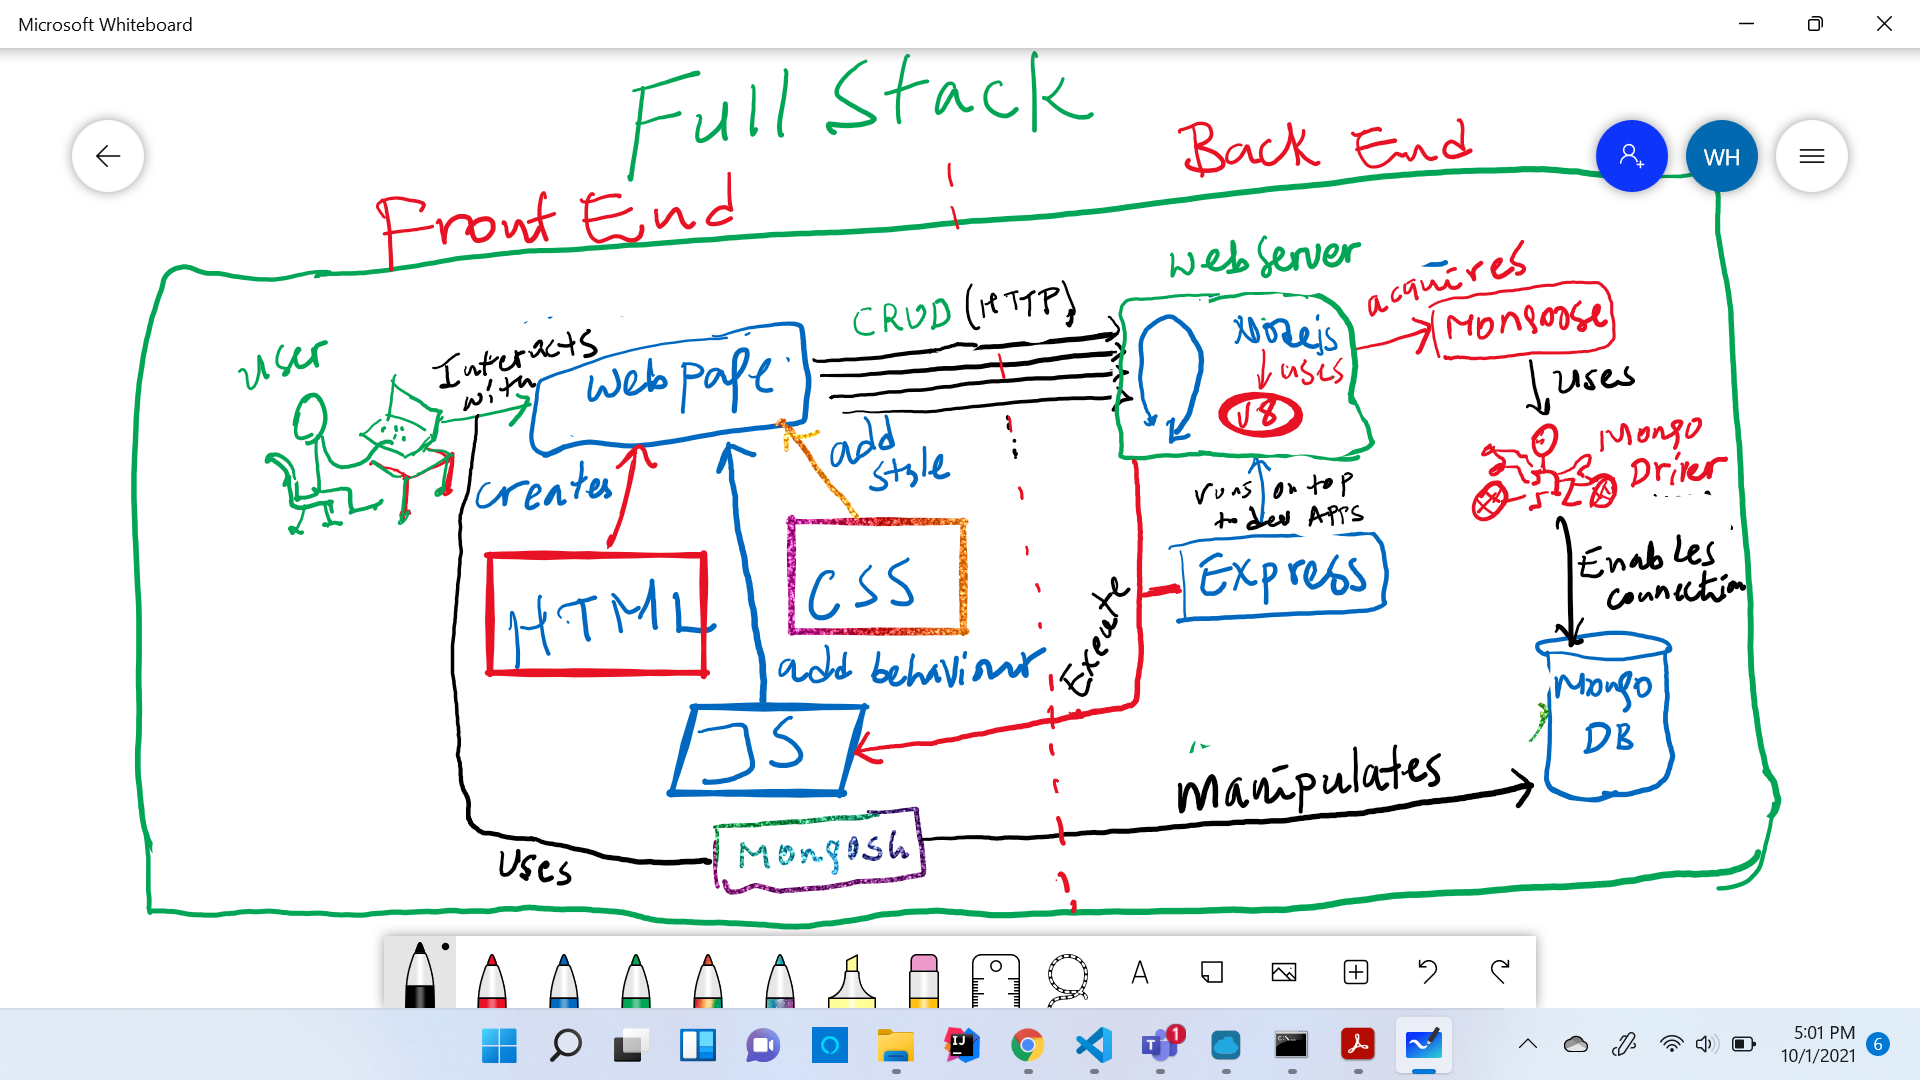 Microsoft Whiteboard
Full Stack
Back End
Front End
WH
web server
acquires
CRUD (HTTP)
Mongoose
user
Interacts
with
web page
Nodejs
uses
V8
uses
add
style
Mongo
Driver
creates
runs on top
to dev APPS
CSS
HTML
Express
Enables
connection
Execute
add behaviour
Mongo
DB
JS
Manipulates
Mongosh
Uses
A
IJ
T
1
5:01 PM
10/1/2021
6